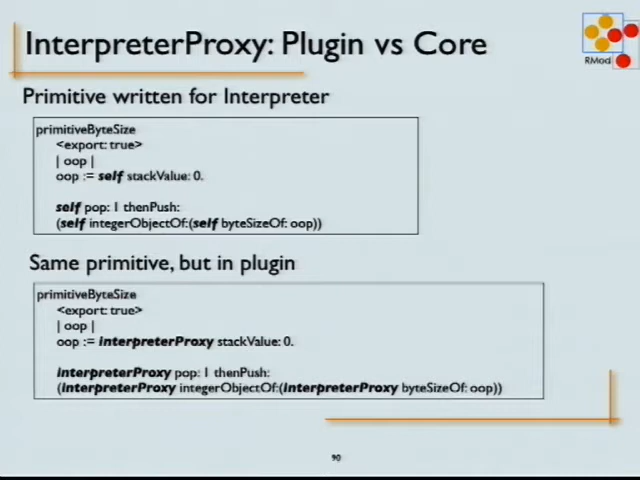 InterpreterProxy: Plugin vs Core
RMod
Primitive written for Interpreter
primitiveByteSize
<export: true>
| oop |
oop := self stackValue: 0.
self pop: 1 thenPush:
(self integerObjectOf:(self byteSizeOf: oop))
Same primitive, but in plugin
primitiveByteSize
<export: true>
| oop |
oop := interpreterProxy stackValue: 0.
interpreterProxy pop: 1 thenPush:
(interpreterProxy integerObjectOf:(interpreterProxy byteSizeOf: oop))
90